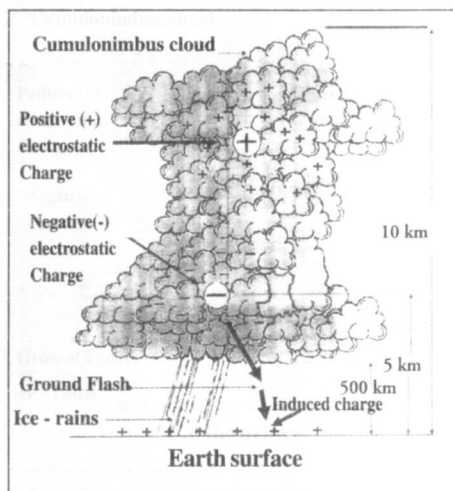 Cumulonimbus cloud
Positive (+)
electrostatic
Charge
+
Negative(-)
electrostatic
Charge
−
10 km
5 km
500 km
Ground Flash
Induced charge
Ice - rains
+ + + + + + +
Earth surface